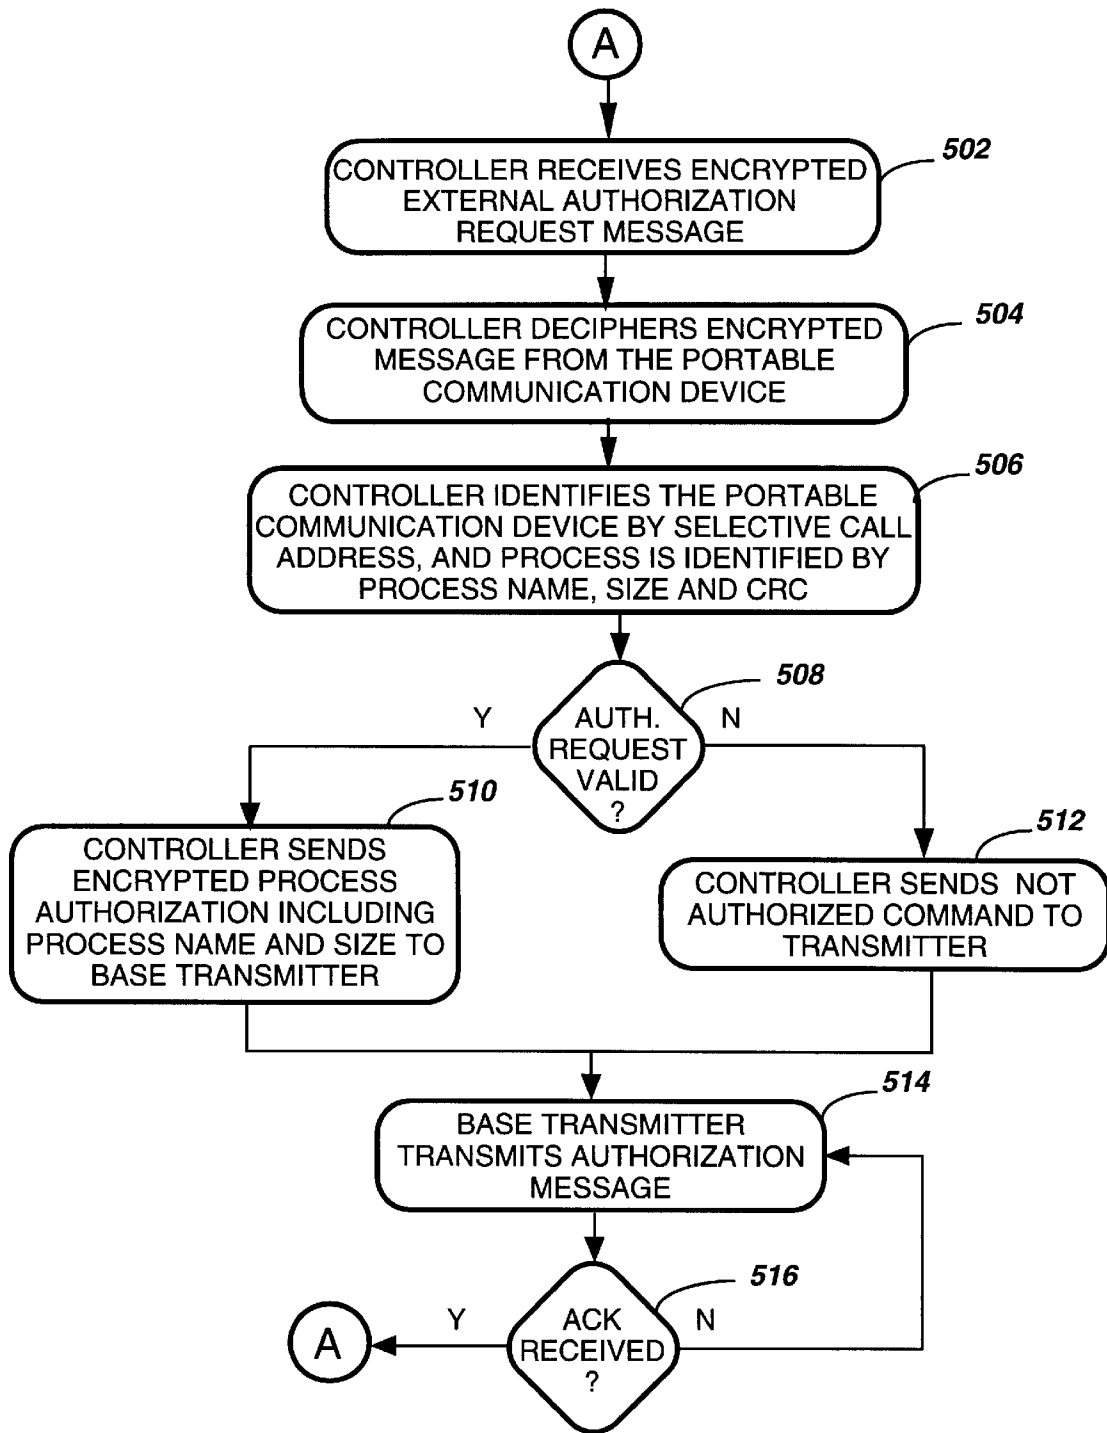 A
502
CONTROLLER RECEIVES ENCRYPTED
EXTERNAL AUTHORIZATION
REQUEST MESSAGE
504
CONTROLLER DECIPHERS ENCRYPTED
MESSAGE FROM THE PORTABLE
COMMUNICATION DEVICE
506
CONTROLLER IDENTIFIES THE PORTABLE
COMMUNICATION DEVICE BY SELECTIVE CALL
ADDRESS, AND PROCESS IS IDENTIFIED BY
PROCESS NAME, SIZE AND CRC
508
Y
N
AUTH.
REQUEST
VALID
?
510
CONTROLLER SENDS
ENCRYPTED PROCESS
AUTHORIZATION INCLUDING
PROCESS NAME AND SIZE TO
BASE TRANSMITTER
512
CONTROLLER SENDS NOT
AUTHORIZED COMMAND TO
TRANSMITTER
514
BASE TRANSMITTER
TRANSMITS AUTHORIZATION
MESSAGE
516
ACK
RECEIVED
?
Y
N
A